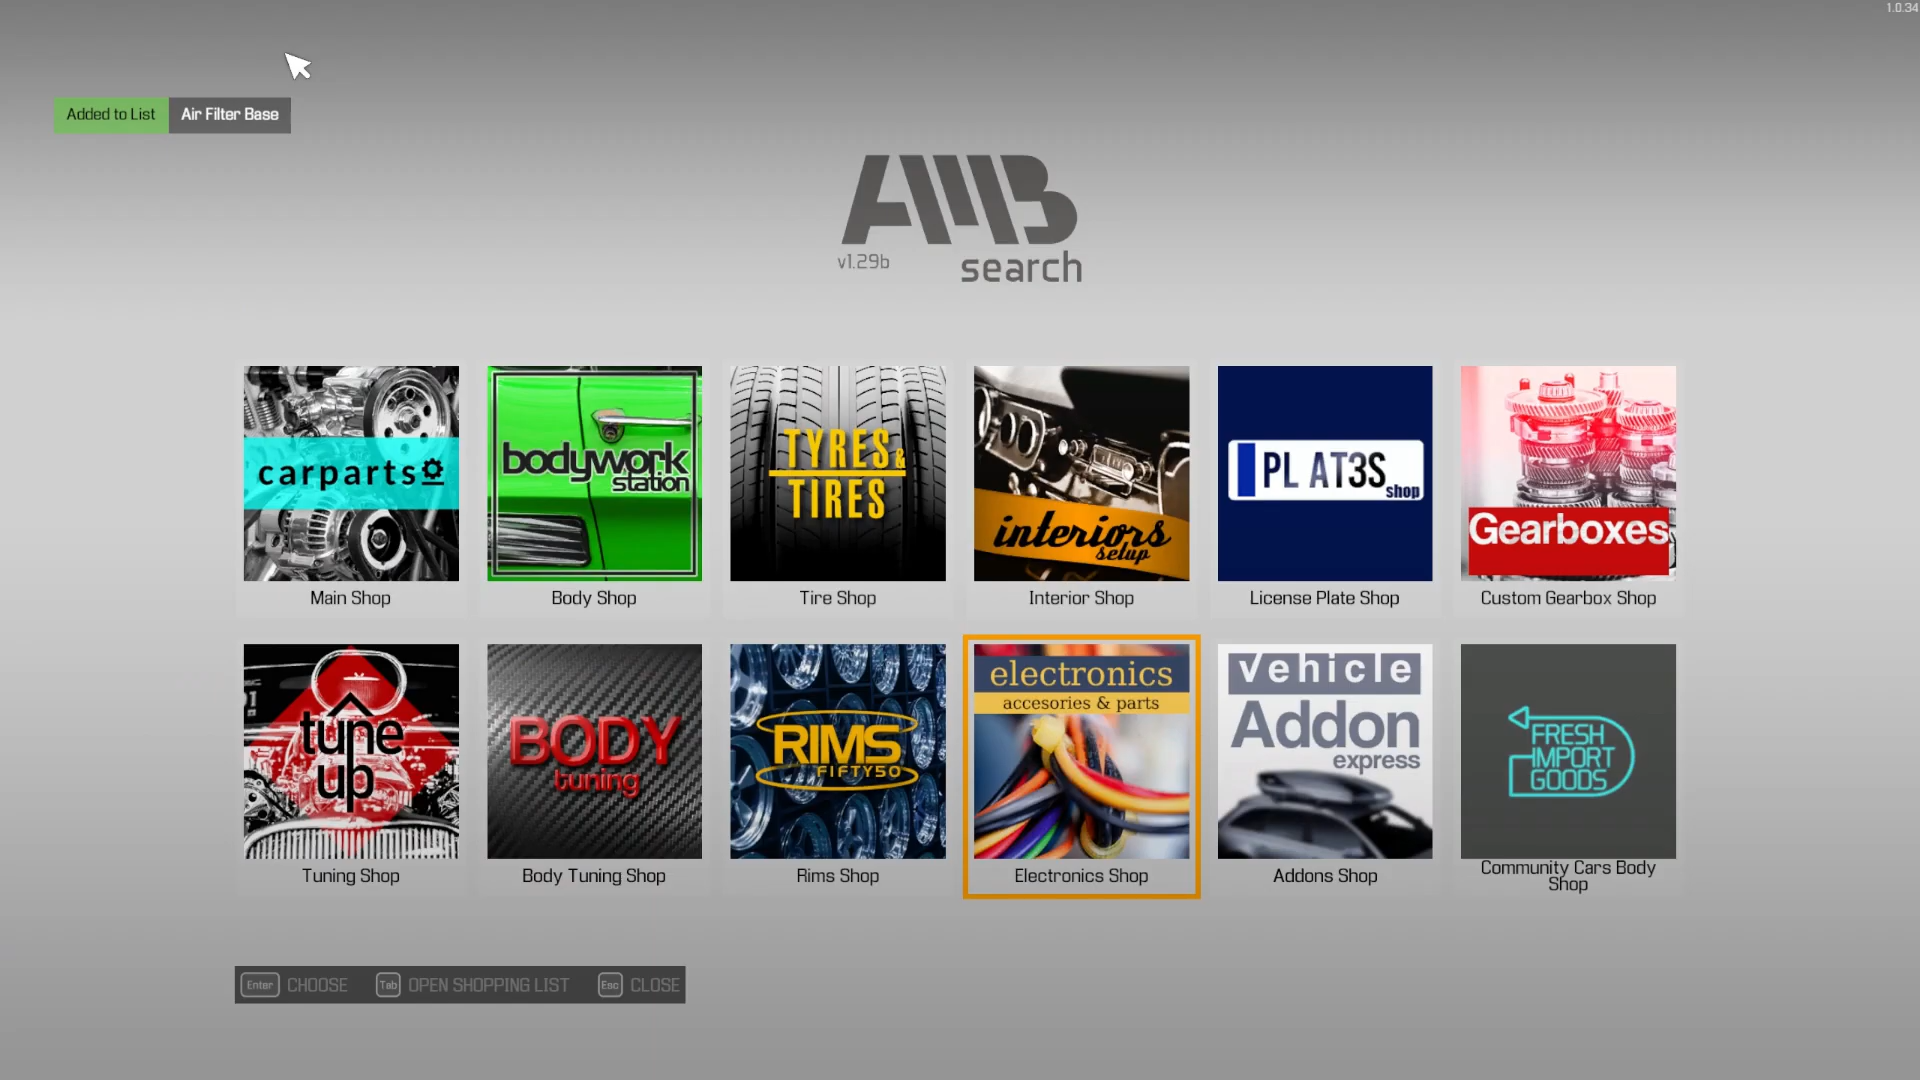 1.0.34
Added to List Air Filter Base
AMB
v1.29b search
carparts
bodywork
station
TYRES &
TIRES
interiors
setup
PL AT3S
shop
Gearboxes
Main Shop
Body Shop
Tire Shop
Interior Shop
License Plate Shop
Custom Gearbox Shop
tune
up
BODY
tuning
RIMS
FIFTY50
electronics
accesories & parts
vehicle
Addon
express
FRESH
IMPORT
GOODS
Tuning Shop
Body Tuning Shop
Rims Shop
Electronics Shop
Addons Shop
Community Cars Body
Shop
Enter CHOOSE Tab OPEN SHOPPING LIST Esc CLOSE